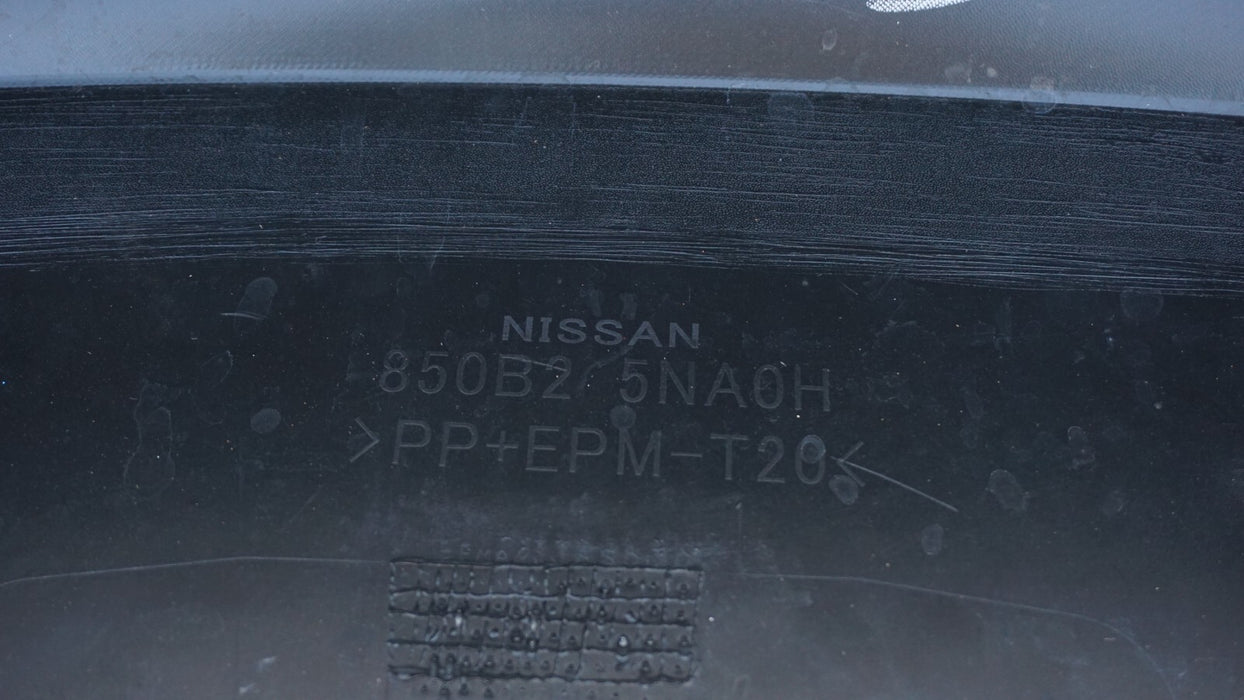 NISSAN
850B2 5NA0H
>PP+EPM-T20<